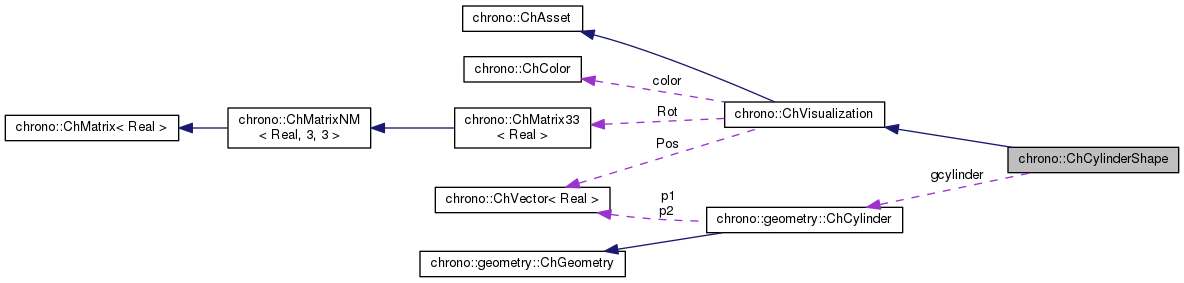 chrono::ChAsset
chrono::ChColor
color
chrono::ChMatrix< Real >
chrono::ChMatrixNM
< Real, 3, 3 >
chrono::ChMatrix33
< Real >
Rot
chrono::ChVisualization
Pos
chrono::ChCylinderShape
gcylinder
chrono::ChVector< Real >
p1
p2
chrono::geometry::ChCylinder
chrono::geometry::ChGeometry